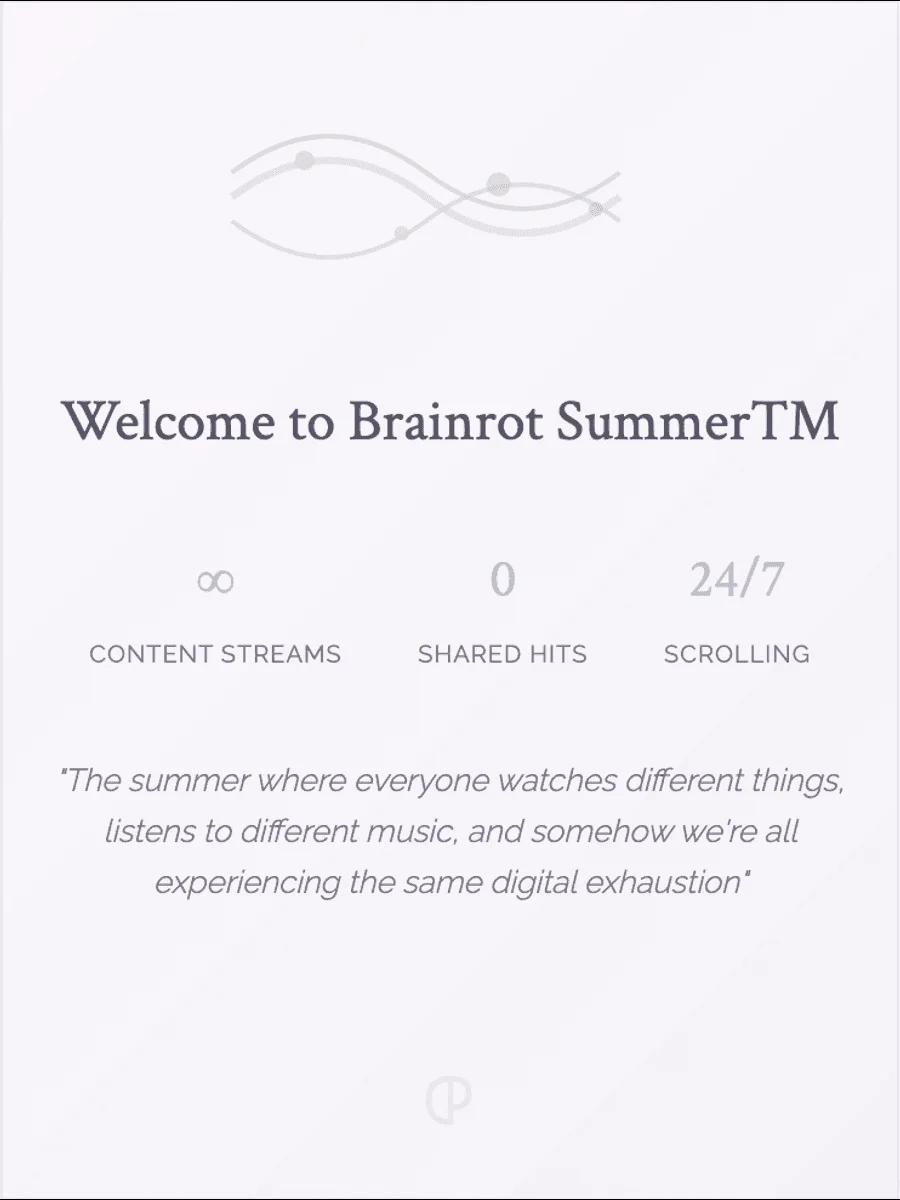 Welcome to Brainrot SummerTM
∞ 0 24/7
CONTENT STREAMS SHARED HITS SCROLLING
"The summer where everyone watches different things,
listens to different music, and somehow we're all
experiencing the same digital exhaustion"